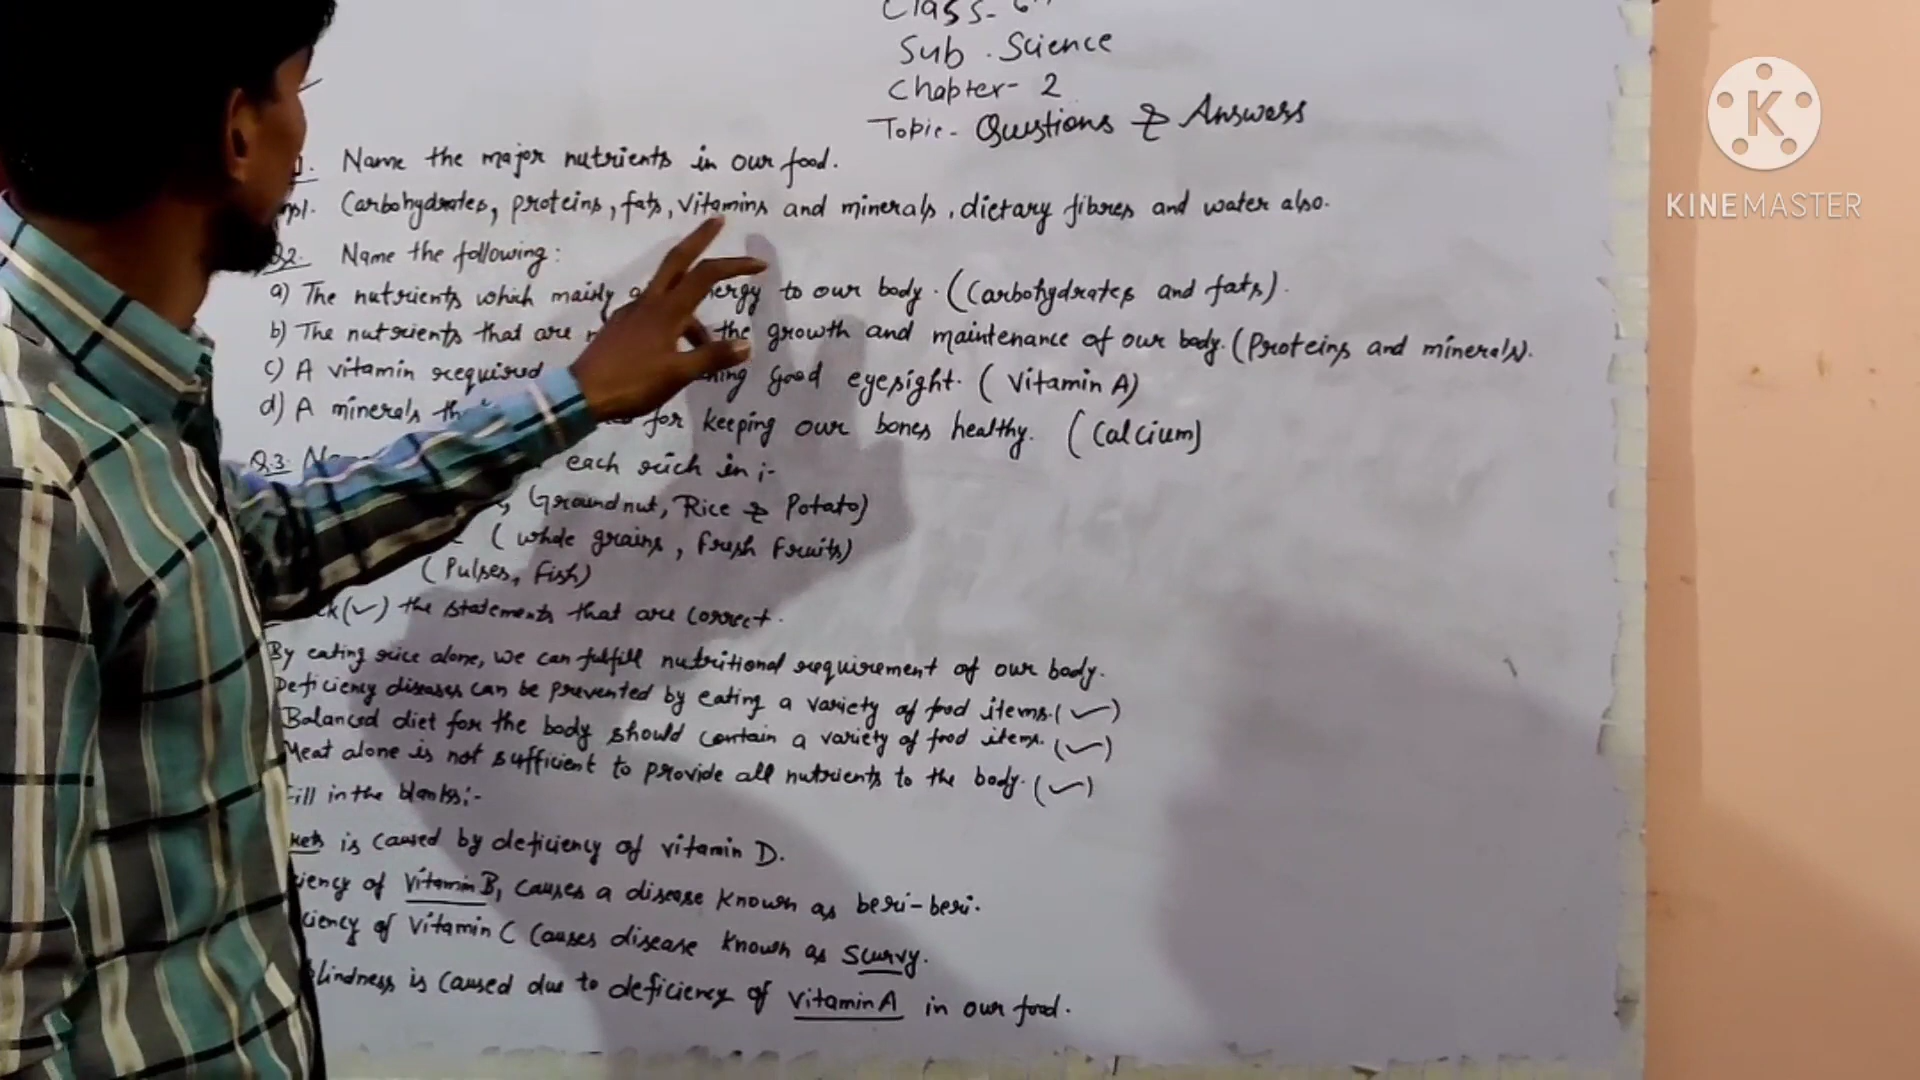 Class- 6th
Sub . Science
Chapter- 2
Topic- Questions & Answers
Name the major nutrients in our food.
Carbohydrates, proteins, fats, vitamins and minerals, dietary fibres and water also.
Q2. Name the following:
a) The nutrients which mainly to our body. (Carbohydrates and fats).
b) The nutrients that are the growth and maintenance of our body. (Proteins and minerals).
c) A vitamin required good eyesight. (Vitamin A)
d) A minerals for keeping our bones healthy. (Calcium)
Q.3 each rich in :-
, Groundnut, Rice & Potato)
(whole grains, fresh fruits)
(Pulses, fish)
(✓) the statements that are correct.
By eating rice alone, we can fulfill nutritional requirement of our body.
Deficiency diseases can be prevented by eating a variety of food items. (✓)
Balanced diet for the body should contain a variety of food items. (✓)
Meat alone is not sufficient to provide all nutrients to the body. (✓)
Fill in the blanks:-
is caused by deficiency of vitamin D.
of Vitamin B, causes a disease known as beri-beri.
of Vitamin C causes disease known as scurvy.
blindness is caused due to deficiency of vitamin A in our food.
K
KINEMASTER